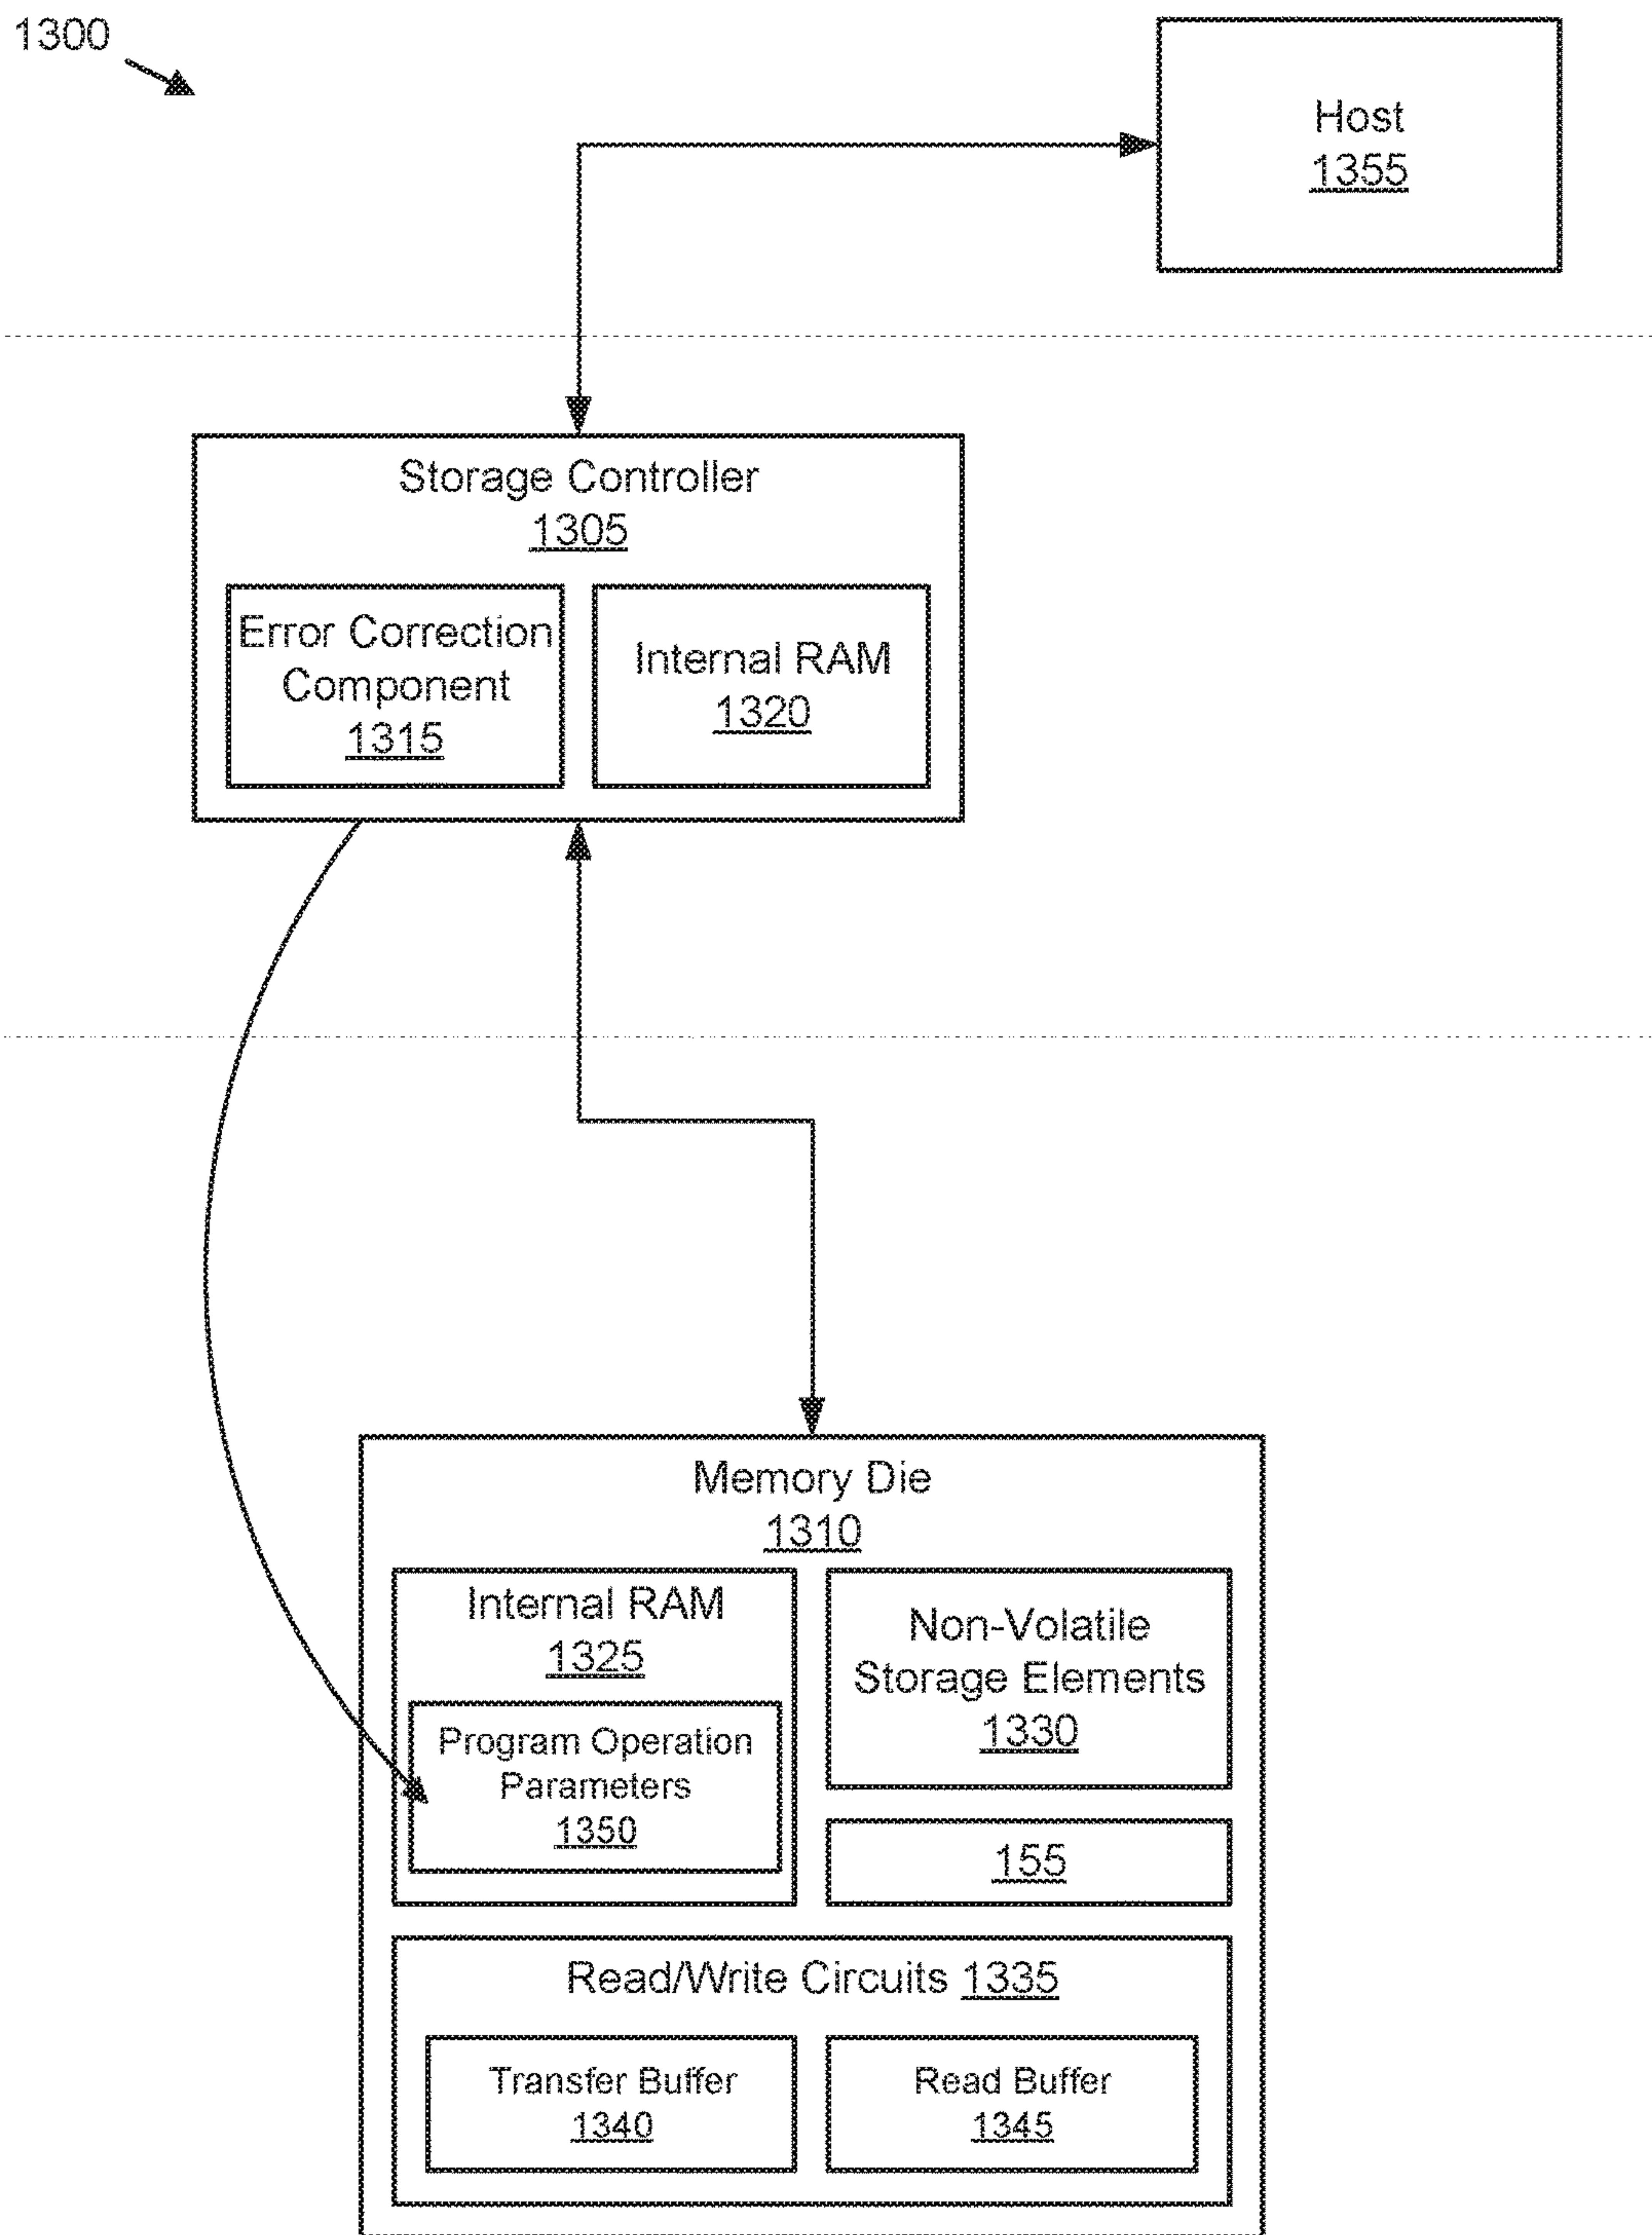 1300
Host
1355
Storage Controller
1305
Error Correction
Component
1315
Internal RAM
1320
Memory Die
1310
Internal RAM
1325
Program Operation
Parameters
1350
Non-Volatile
Storage Elements
1330
155
Read/Write Circuits 1335
Transfer Buffer
1340
Read Buffer
1345